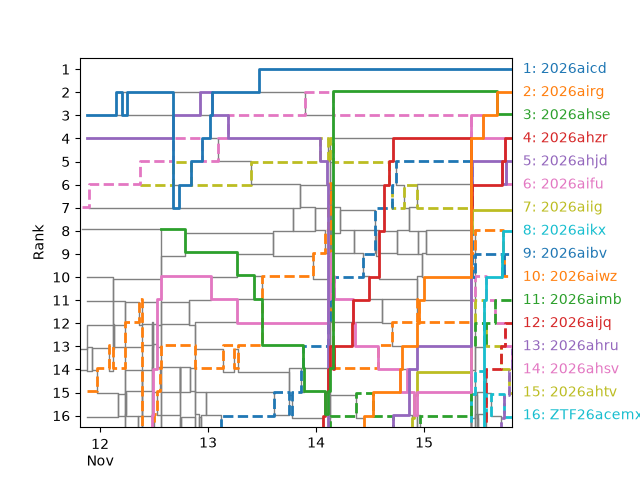 1
2
3
4
5
6
7
8
9
10
11
12
13
14
15
16
Rank
12
13
14
15
Nov
1: 2026aicd
2: 2026airg
3: 2026ahse
4: 2026ahzr
5: 2026ahjd
6: 2026aifu
7: 2026aiig
8: 2026aikx
9: 2026aibv
10: 2026aiwz
11: 2026aimb
12: 2026aijq
13: 2026ahru
14: 2026ahsv
15: 2026ahtv
16: ZTF26acemx